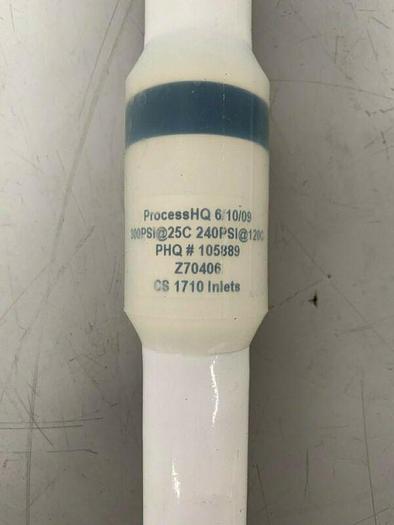 ProcessHQ 6/10/09
300PSI@25C 240PSI@120C
PHQ # 105889
Z70406
CS 1710 Inlets